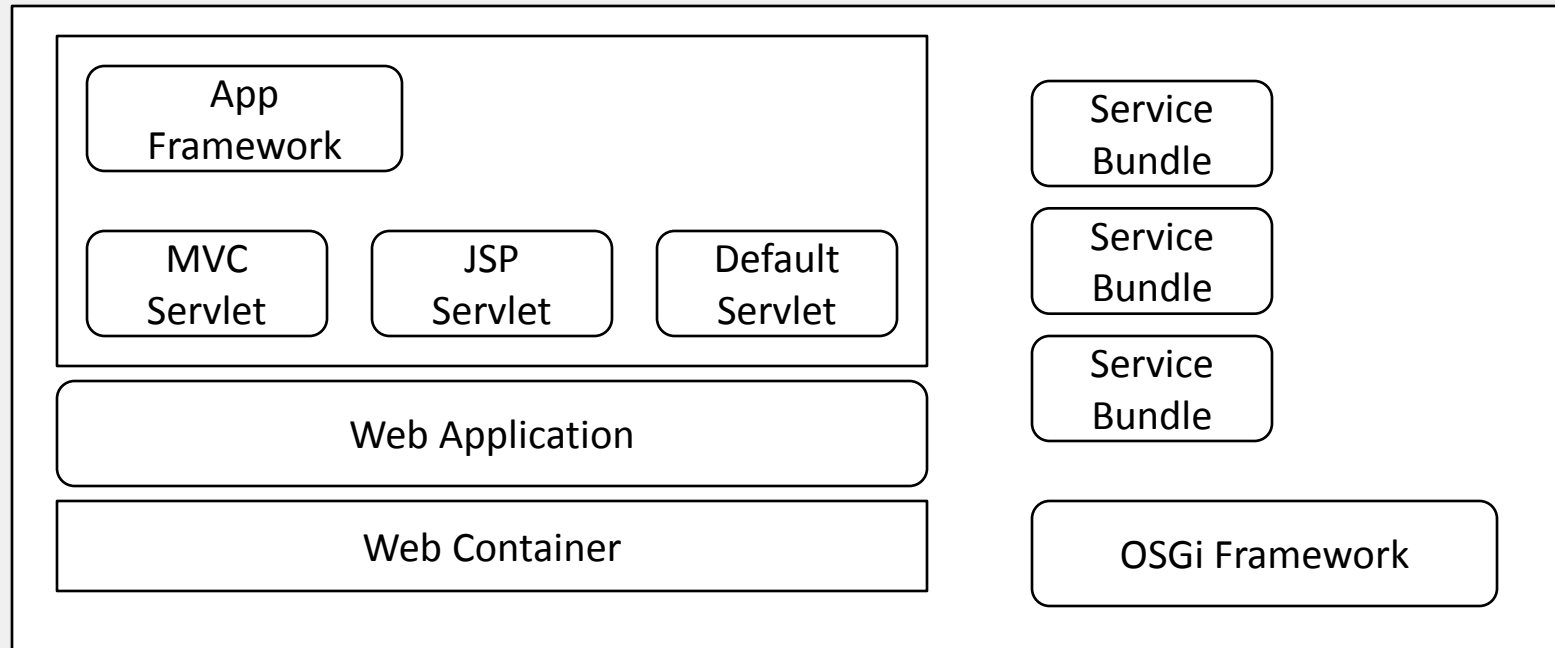 App
Framework
MVC
Servlet
JSP
Servlet
Default
Servlet
Web Application
Web Container
Service
Bundle
Service
Bundle
Service
Bundle
OSGi Framework